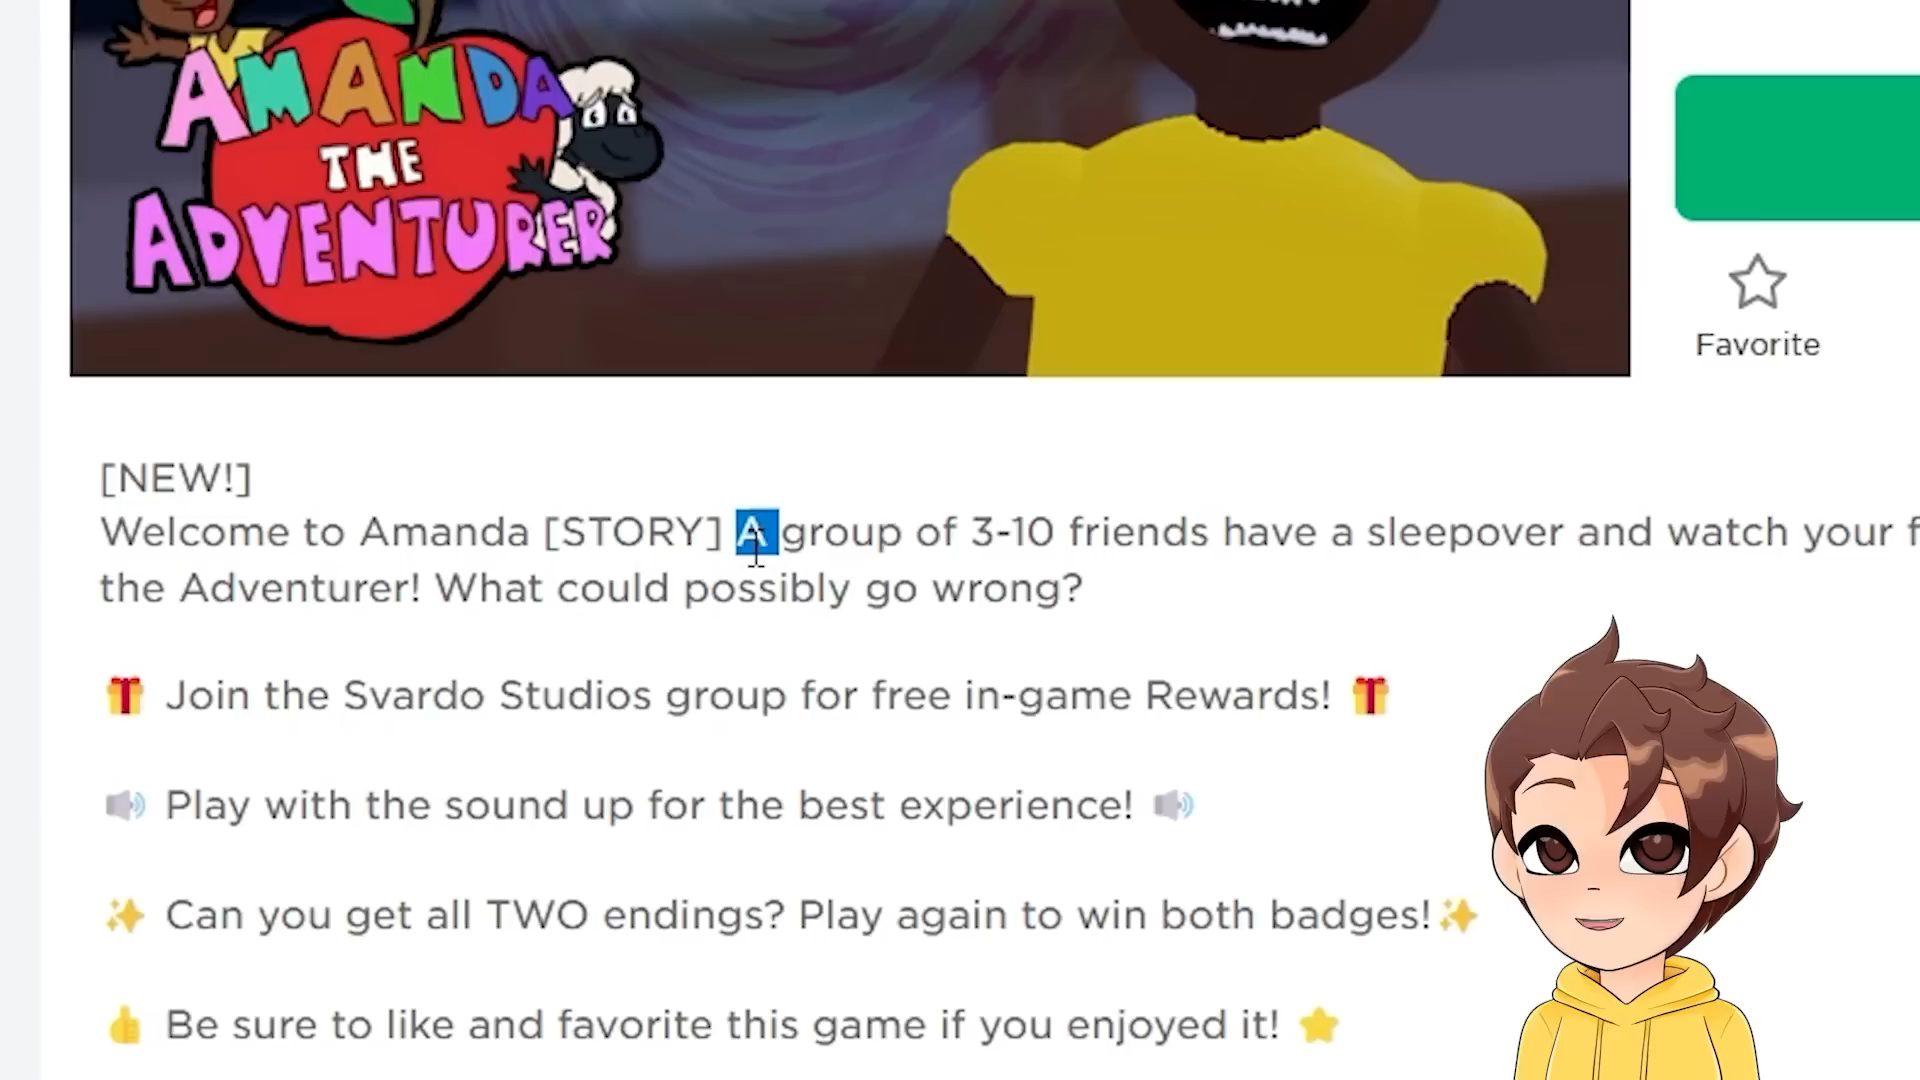 AMANDA
THE
ADVENTURER
Favorite
[NEW!]
Welcome to Amanda [STORY] A group of 3-10 friends have a sleepover and watch your
the Adventurer! What could possibly go wrong?
🎁 Join the Svardo Studios group for free in-game Rewards! 🎁
🔊 Play with the sound up for the best experience! 🔊
✨ Can you get all TWO endings? Play again to win both badges!✨
👍 Be sure to like and favorite this game if you enjoyed it! ⭐